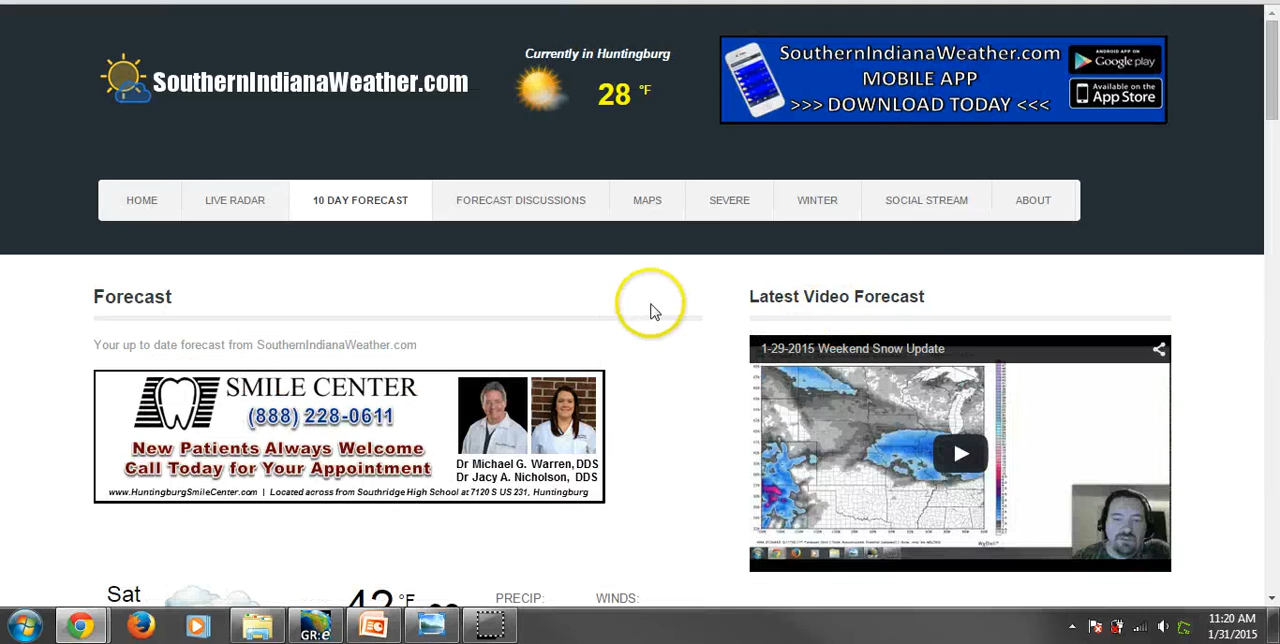 SouthernIndianaWeather.com
Currently in Huntingburg
28 °F
SouthernIndianaWeather.com
MOBILE APP
>>> DOWNLOAD TODAY <<<
ANDROID APP ON
Google play
Available on the
App Store
HOME LIVE RADAR 10 DAY FORECAST FORECAST DISCUSSIONS MAPS SEVERE WINTER SOCIAL STREAM ABOUT
Forecast
Your up to date forecast from SouthernIndianaWeather.com
SMILE CENTER
(888) 228-0611
New Patients Always Welcome
Call Today for Your Appointment
Dr Michael G. Warren, DDS
Dr Jacy A. Nicholson, DDS
www.HuntingburgSmileCenter.com | Located across from Southridge High School at 7120 S US 231, Huntingburg
Latest Video Forecast
1-29-2015 Weekend Snow Update
Sat
42 °F
PRECIP: WINDS:
GR:e
11:20 AM
1/31/2015